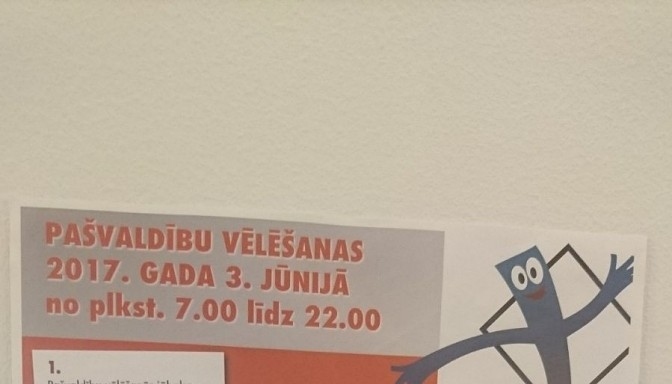 PAŠVALDĪBU VĒLĒŠANAS
2017. GADA 3. JŪNIJĀ
no plkst. 7.00 līdz 22.00
1.